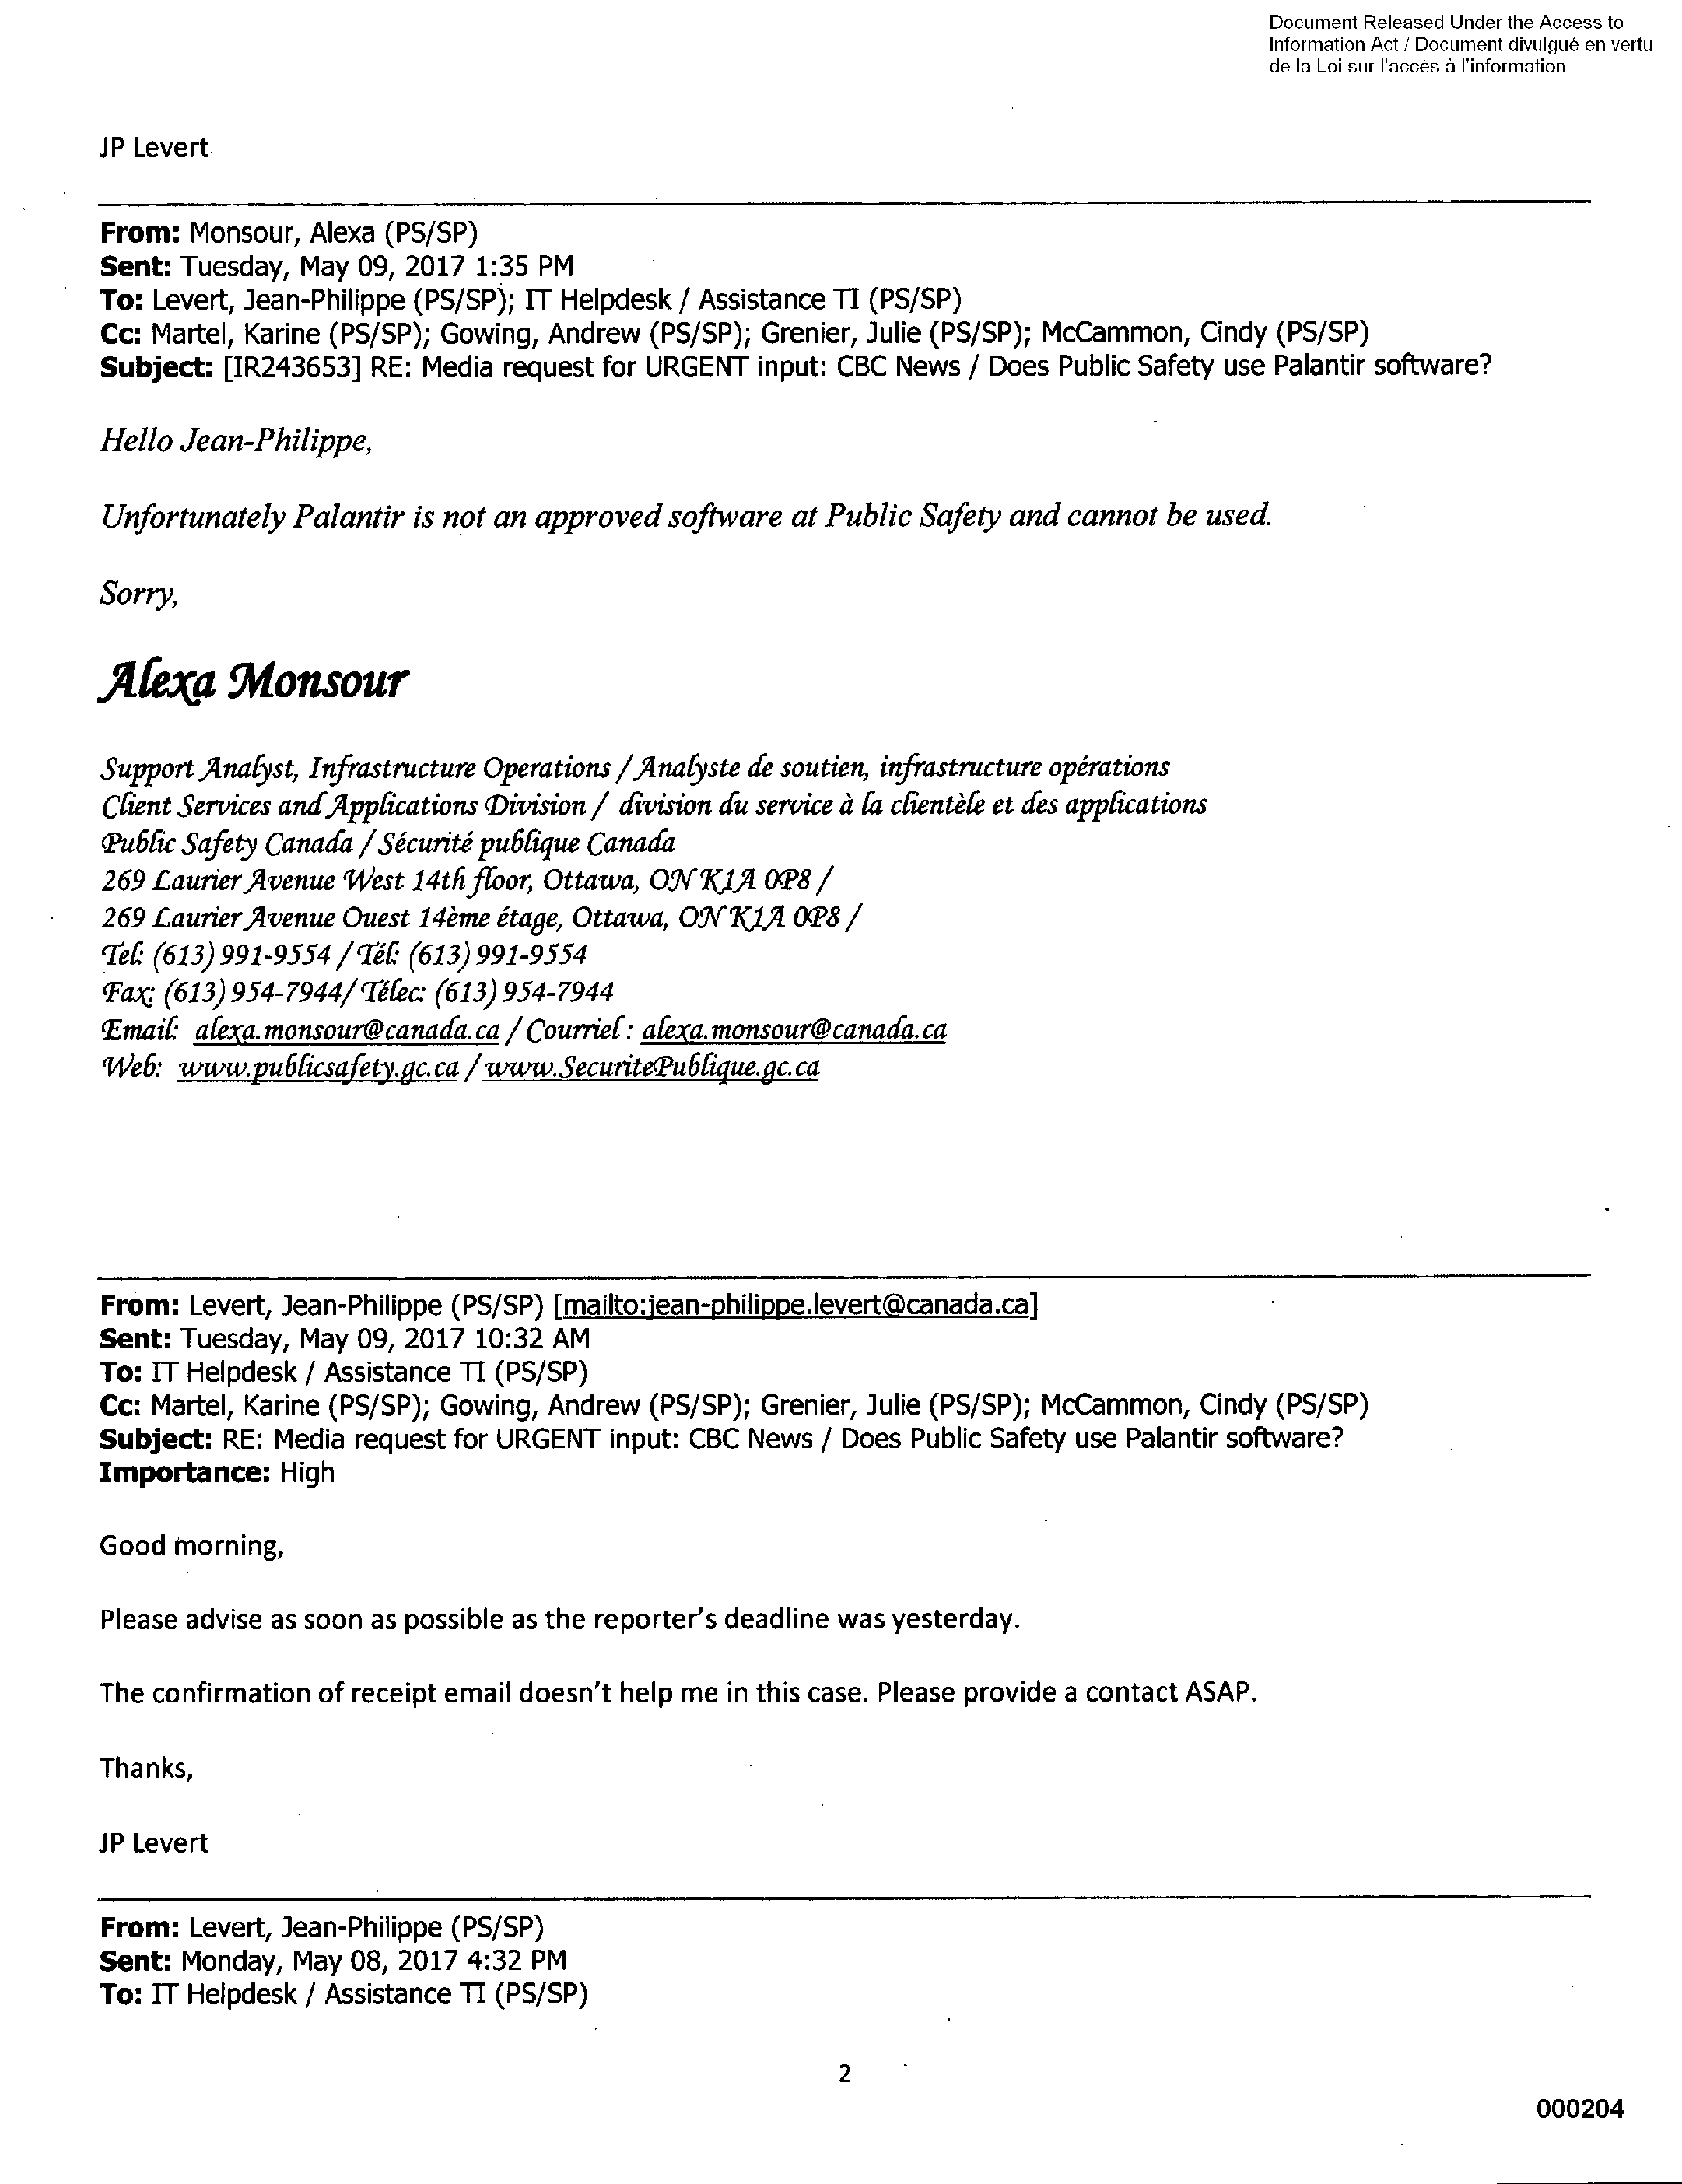 Document Released Under the Access to
Information Act / Document divulgué en vertu
de la Loi sur l'accès à l'information
JP Levert
From: Monsour, Alexa (PS/SP)
Sent: Tuesday, May 09, 2017 1:35 PM
To: Levert, Jean-Philippe (PS/SP); IT Helpdesk / Assistance TI (PS/SP)
Cc: Martel, Karine (PS/SP); Gowing, Andrew (PS/SP); Grenier, Julie (PS/SP); McCammon, Cindy (PS/SP)
Subject: [IR243653] RE: Media request for URGENT input: CBC News / Does Public Safety use Palantir software?
Hello Jean-Philippe,
Unfortunately Palantir is not an approved software at Public Safety and cannot be used.
Sorry,
Alexa Monsour
Support Analyst, Infrastructure Operations / Analyste de soutien, infrastructure opérations
Client Services and Applications Division / division du service à la clientèle et des applications
Public Safety Canada / Sécurité publique Canada
269 Laurier Avenue West 14th floor, Ottawa, ON K1A 0P8 /
269 Laurier Avenue Ouest 14ème étage, Ottawa, ON K1A 0P8 /
Tel: (613) 991-9554 / Tél: (613) 991-9554
Fax: (613) 954-7944/ Télec: (613) 954-7944
Email: alexa.monsour@canada.ca / Courriel : alexa.monsour@canada.ca
Web: www.publicsafety.gc.ca / www.SecuritePublique.gc.ca
From: Levert, Jean-Philippe (PS/SP) [mailto:jean-philippe.levert@canada.ca]
Sent: Tuesday, May 09, 2017 10:32 AM
To: IT Helpdesk / Assistance TI (PS/SP)
Cc: Martel, Karine (PS/SP); Gowing, Andrew (PS/SP); Grenier, Julie (PS/SP); McCammon, Cindy (PS/SP)
Subject: RE: Media request for URGENT input: CBC News / Does Public Safety use Palantir software?
Importance: High
Good morning,
Please advise as soon as possible as the reporter's deadline was yesterday.
The confirmation of receipt email doesn't help me in this case. Please provide a contact ASAP.
Thanks,
JP Levert
From: Levert, Jean-Philippe (PS/SP)
Sent: Monday, May 08, 2017 4:32 PM
To: IT Helpdesk / Assistance TI (PS/SP)
2
000204